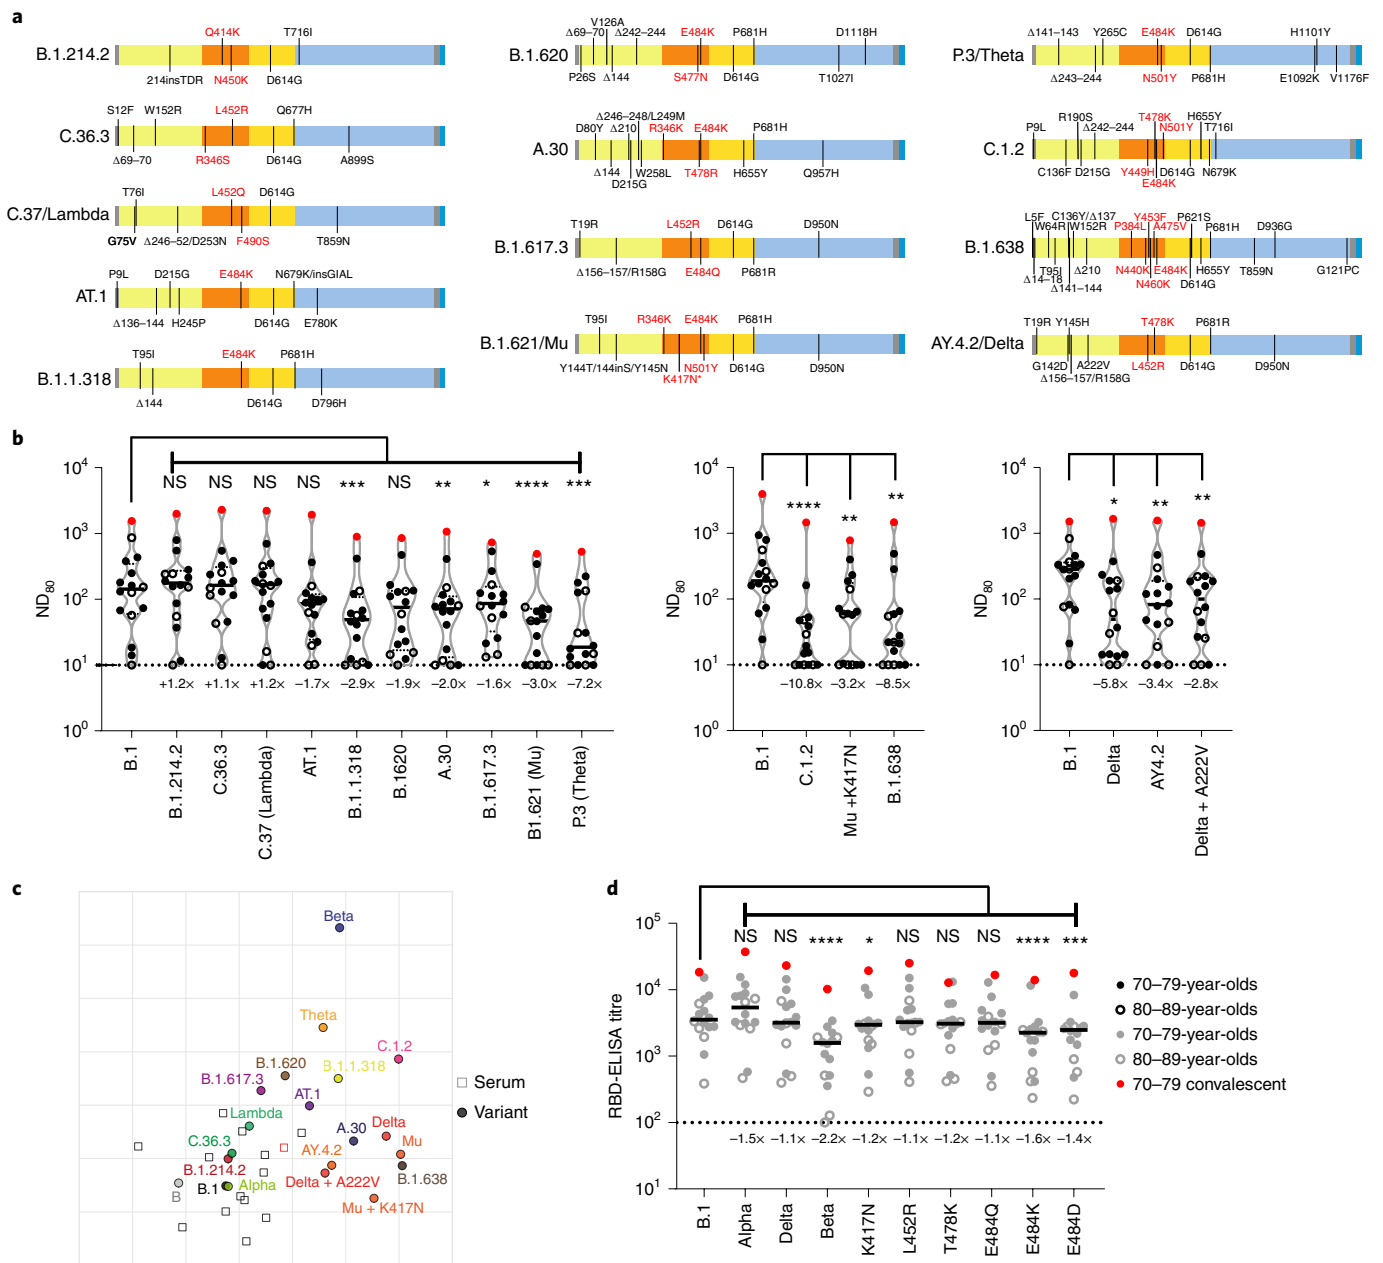 a
B.1.214.2
Q414K T716I
214insTDR N450K D614G
C.36.3
S12F W152R L452R Q677H
Δ69–70 R346S D614G A899S
C.37/Lambda
T76I L452Q D614G
G75V Δ246–52/D253N F490S T859N
AT.1
P9L D215G E484K N679K/insGIAL
Δ136–144 H245P D614G E780K
B.1.1.318
T95I E484K P681H
Δ144 D614G D796H
B.1.620
V126A
Δ69–70 Δ242–244 E484K P681H D1118H
P26S Δ144 S477N D614G T1027I
A.30
Δ246–248/L249M
D80Y Δ210 R346K E484K P681H
Δ144 W258L T478R H655Y Q957H
D215G
B.1.617.3
T19R L452R D614G D950N
Δ156–157/R158G E484Q P681R
B.1.621/Mu
T95I R346K E484K P681H
Y144T/144inS/Y145N N501Y D614G D950N
K417N*
P.3/Theta
Δ141–143 Y265C E484K D614G H1101Y
Δ243–244 N501Y P681H E1092K V1176F
C.1.2
R190S T478K H655Y
P9L Δ242–244 N501Y T716I
C136F D215G Y449H D614G N679K
E484K
B.1.638
L5F C136Y/Δ137 Y453F P621S
W64R W152R P384L A475V P681H D936G
T95I Δ210 N440K E484K H655Y T859N G121PC
Δ14–18 N460K D614G
Δ141–144
AY.4.2/Delta
T19R Y145H T478K P681R
G142D A222V L452R D614G D950N
Δ156–157/R158G
b
ND80
10⁴
10³
10²
10¹
10⁰
NS NS NS NS *** NS ** * **** ***
+1.2× +1.1× +1.2× −1.7× −2.9× −1.9× −2.0× −1.6× −3.0× −7.2×
B.1
B.1.214.2
C.36.3
C.37 (Lambda)
AT.1
B.1.1.318
B.1620
A.30
B.1.617.3
B1.621 (Mu)
P.3 (Theta)
ND80
10⁴
10³
10²
10¹
10⁰
**** ** **
−10.8× −3.2× −8.5×
B.1
C.1.2
Mu +K417N
B.1.638
ND80
10⁴
10³
10²
10¹
10⁰
* ** **
−5.8× −3.4× −2.8×
B.1
Delta
AY4.2
Delta + A222V
c
Beta
Theta
C.1.2
B.1.620
B.1.1.318
B.1.617.3
AT.1
Lambda
A.30
Delta
C.36.3
AY.4.2
Mu
B.1.214.2
Delta + A222V
B.1.638
B
B.1
Alpha
Mu + K417N
Serum
Variant
d
RBD-ELISA titre
10⁵
10⁴
10³
10²
10¹
NS NS **** * NS NS NS **** ***
−1.5× −1.1× −2.2× −1.2× −1.1× −1.2× −1.1× −1.6× −1.4×
B.1
Alpha
Delta
Beta
K417N
L452R
T478K
E484Q
E484K
E484D
70–79-year-olds
80–89-year-olds
70–79-year-olds
80–89-year-olds
70–79 convalescent